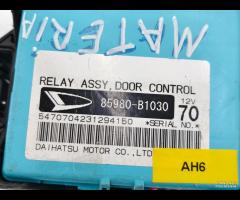 MATERIA
RELAY ASSY, DOOR CONTROL
85980-B1030
12V
70
5470704231294150
*SERIAL NO.*
DAIHATSU MOTOR CO.,LTD
AH6